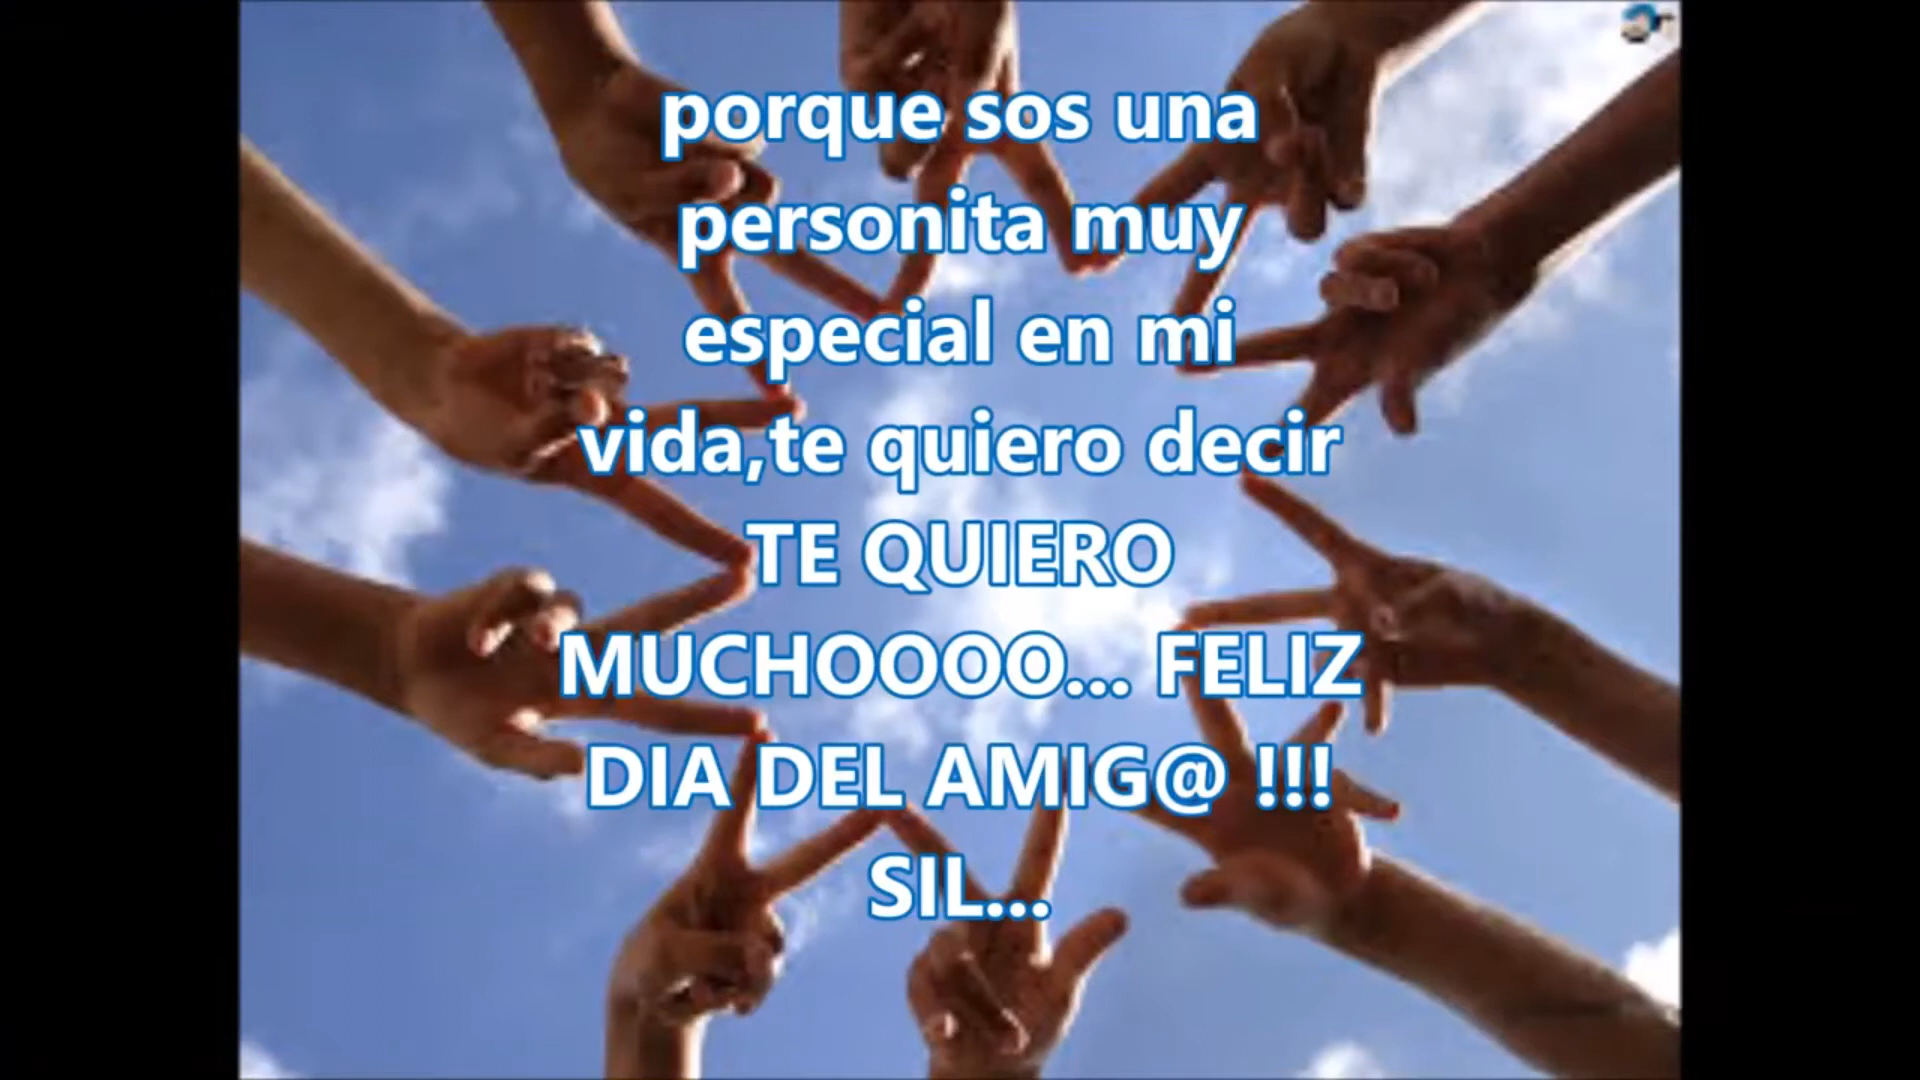 porque sos una
personita muy
especial en mi
vida,te quiero decir
TE QUIERO
MUCHOOOO... FELIZ
DIA DEL AMIG@ !!!
SIL...